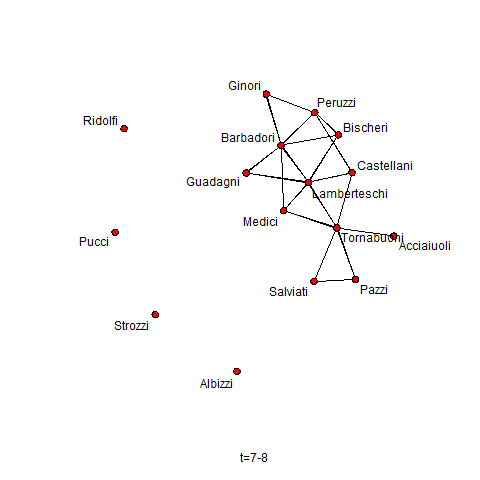 Ginori
Peruzzi
Ridolfi
Bischeri
Barbadori
Castellani
Guadagni
Lamberteschi
Medici
Pucci
Tornabuoni
Acciaiuoli
Salviati
Pazzi
Strozzi
Albizzi
t=7-8